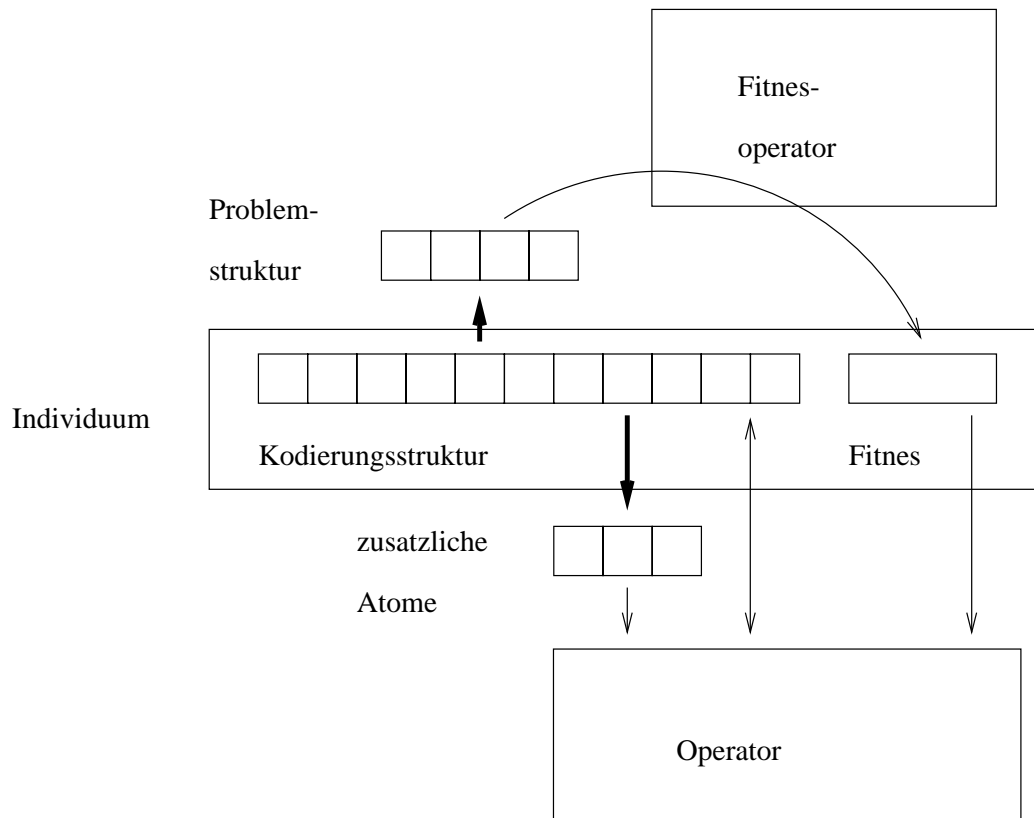 Fitnes-
operator
Problem-
struktur
Individuum
Kodierungsstruktur
Fitnes
zusatzliche
Atome
Operator